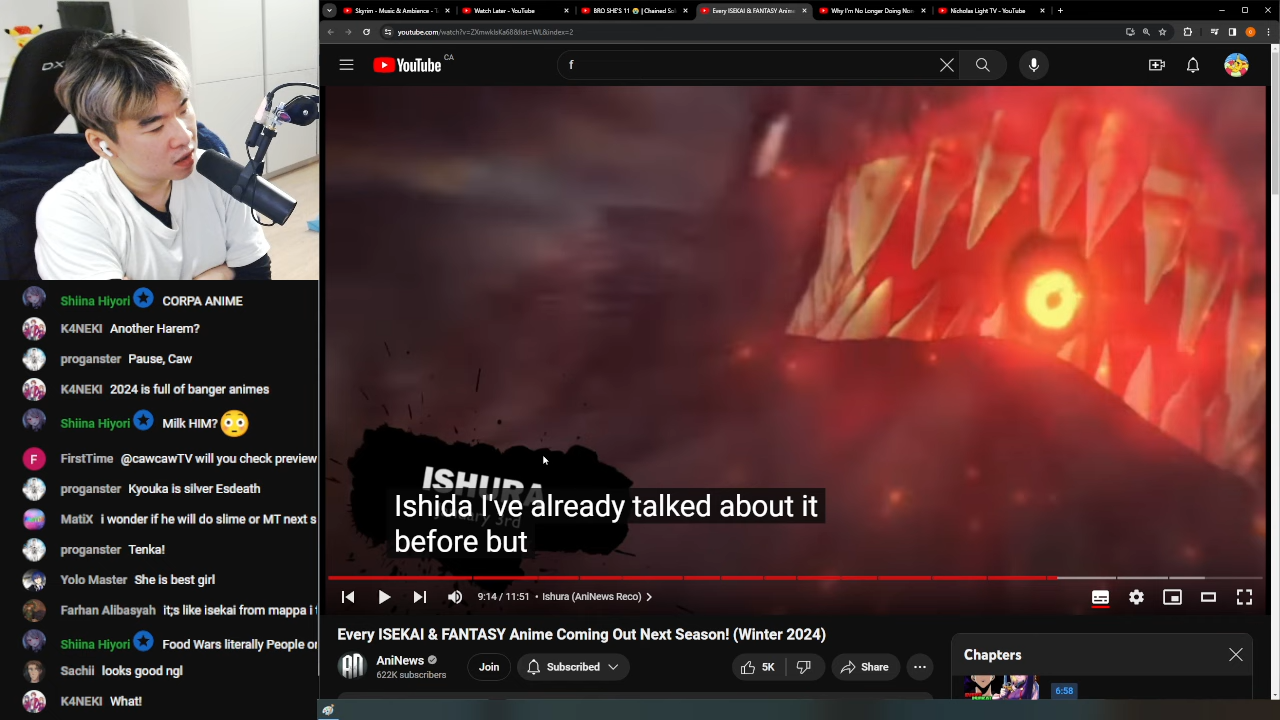 Skyrim - Music & Ambience - T
Watch Later - YouTube
BRO SHE'S 11 😨 | Chained Sol
Every ISEKAI & FANTASY Anime
Why I'm No Longer Doing No
Nicholas Light TV - YouTube
youtube.com/watch?v=ZXmwkIsKa68&list=WL&index=2
DX
YouTube CA
f
Shiina Hiyori CORPA ANIME
K4NEKI Another Harem?
proganster Pause, Caw
K4NEKI 2024 is full of banger animes
Shiina Hiyori Milk HIM? 😳
F FirstTime @cawcawTV will you check preview
proganster Kyouka is silver Esdeath
MatiX i wonder if he will do slime or MT next s
proganster Tenka!
Yolo Master She is best girl
Farhan Alibasyah it;s like isekai from mappa i
Shiina Hiyori Food Wars literally People or
Sachii looks good ngl
K4NEKI What!
ISHURA
January 3rd
Ishida I've already talked about it
before but
9:14 / 11:51 • Ishura (AniNews Reco)
Every ISEKAI & FANTASY Anime Coming Out Next Season! (Winter 2024)
AniNews
622K subscribers
Join
Subscribed
5K
Share
Chapters
6:58